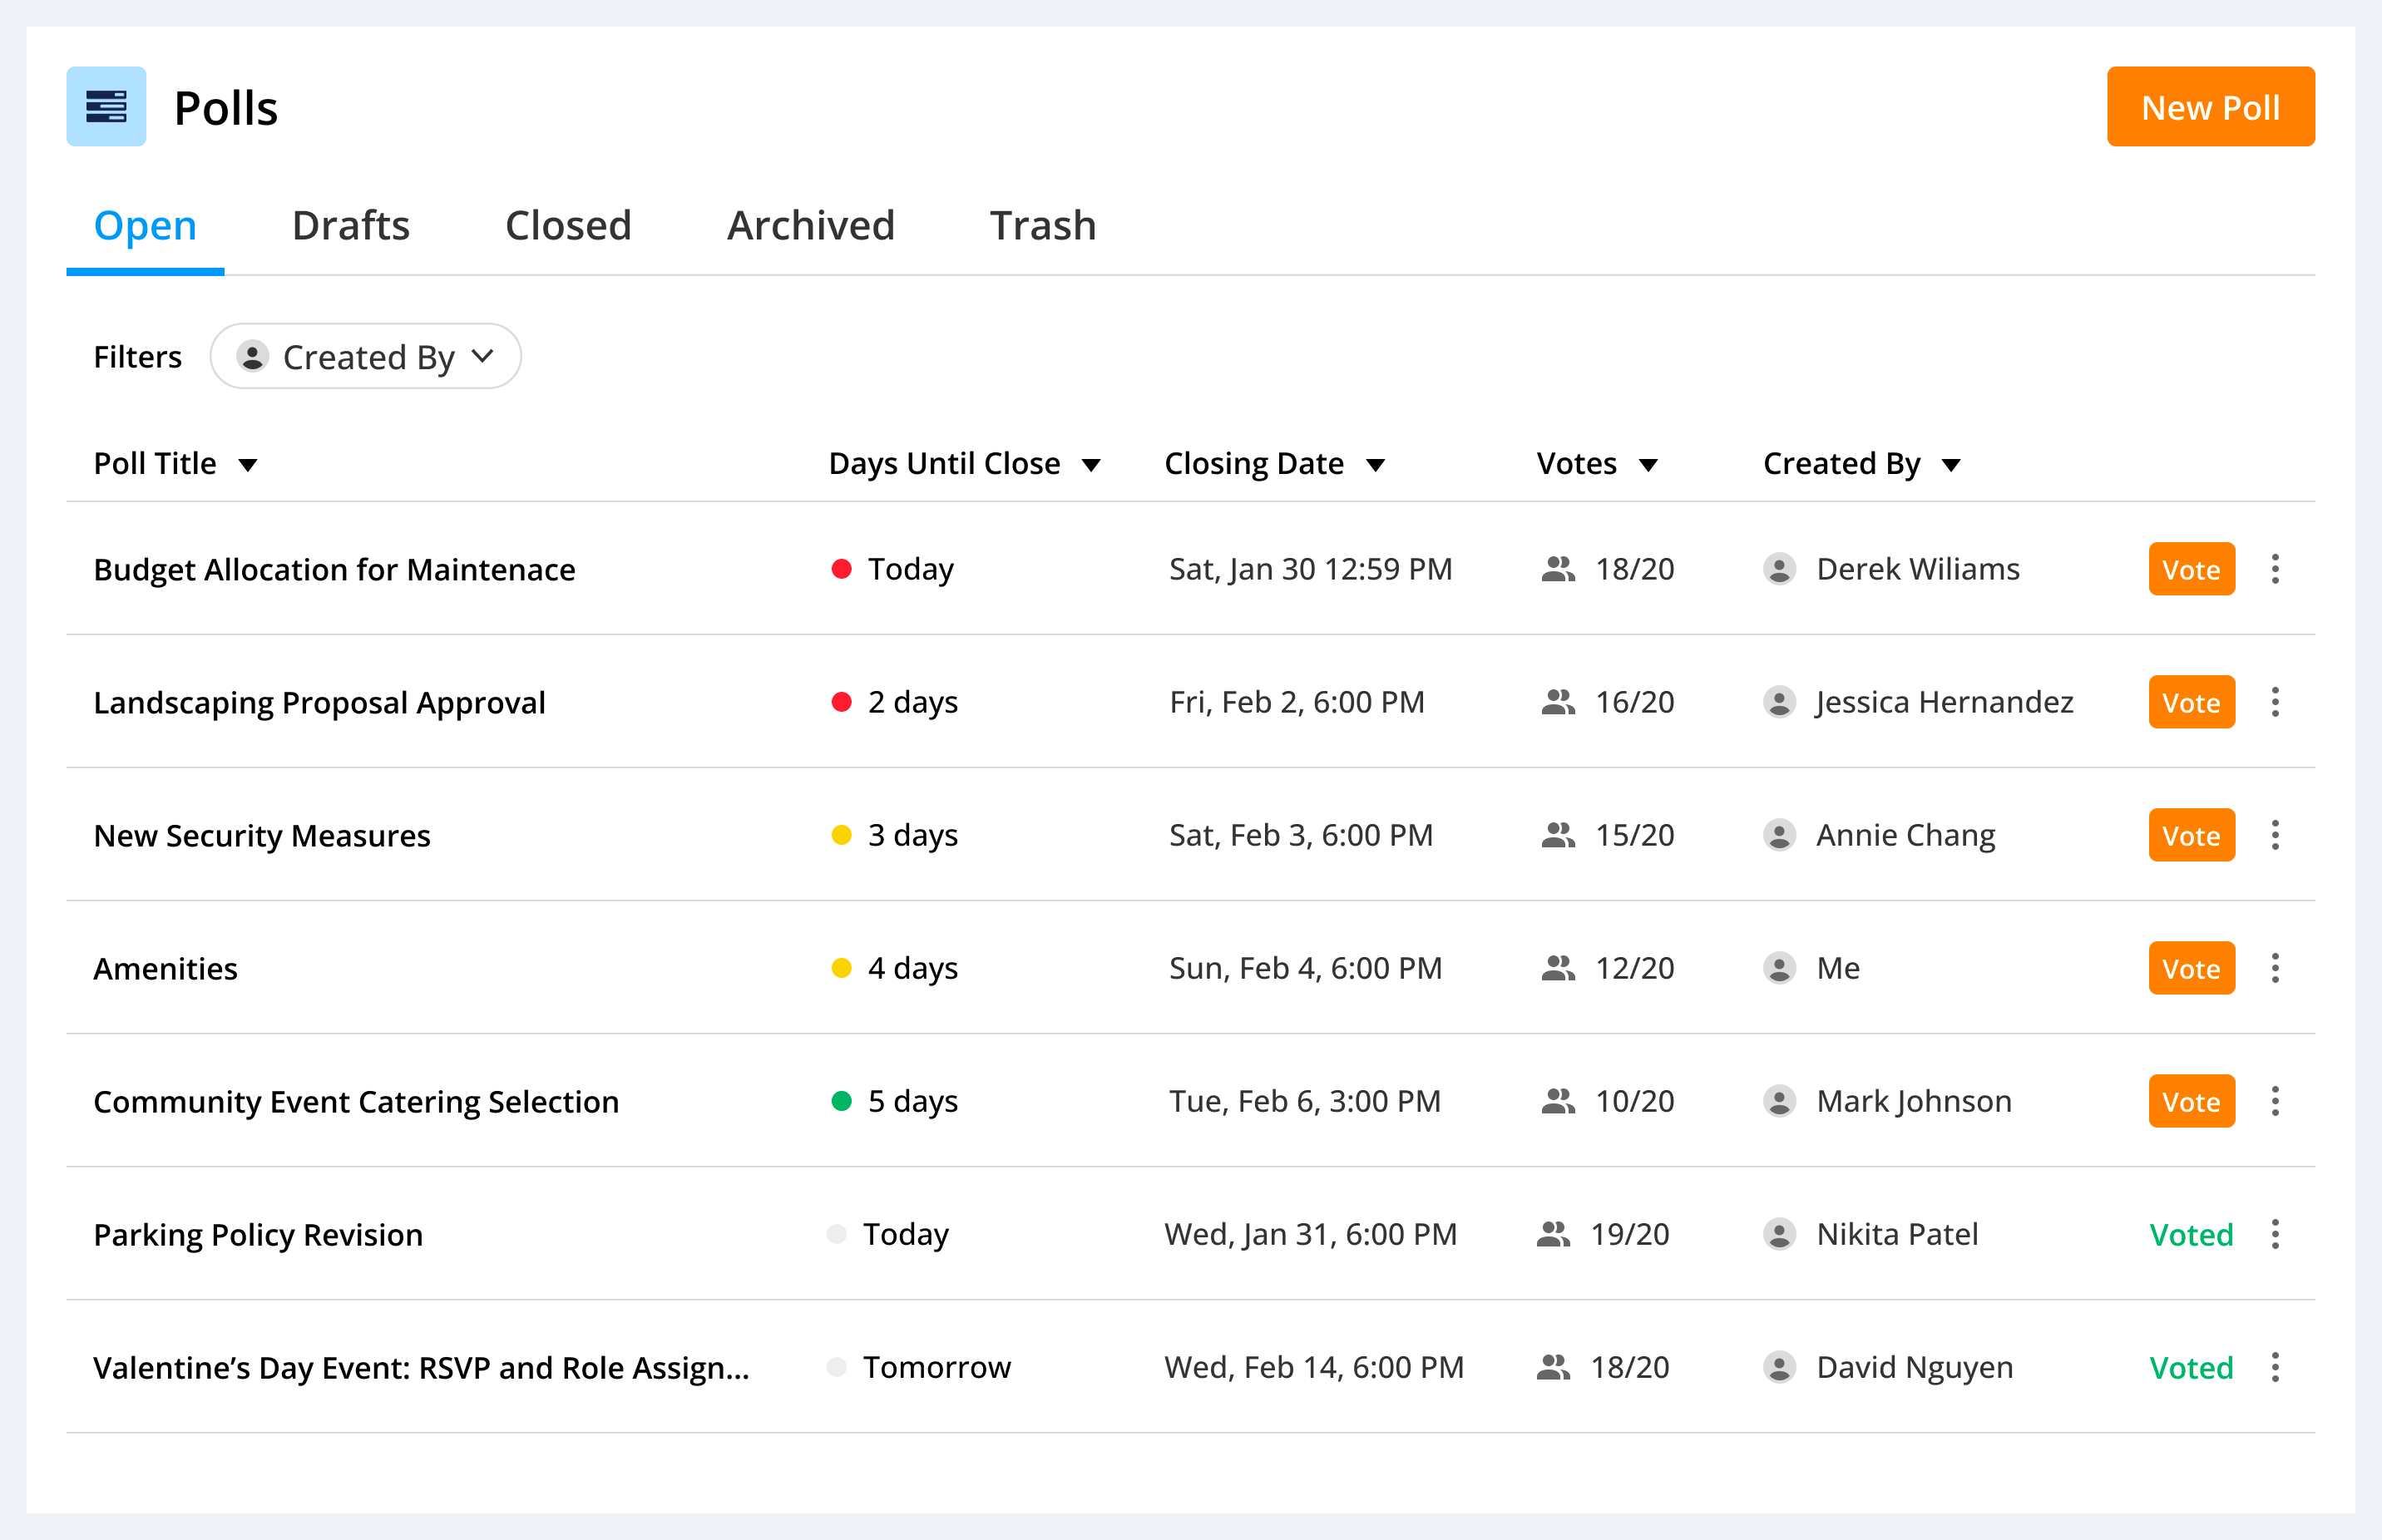 Polls
New Poll
Open Drafts Closed Archived Trash
Filters Created By
Poll Title Days Until Close Closing Date Votes Created By
Budget Allocation for Maintenace Today Sat, Jan 30 12:59 PM 18/20 Derek Wiliams Vote
Landscaping Proposal Approval 2 days Fri, Feb 2, 6:00 PM 16/20 Jessica Hernandez Vote
New Security Measures 3 days Sat, Feb 3, 6:00 PM 15/20 Annie Chang Vote
Amenities 4 days Sun, Feb 4, 6:00 PM 12/20 Me Vote
Community Event Catering Selection 5 days Tue, Feb 6, 3:00 PM 10/20 Mark Johnson Vote
Parking Policy Revision Today Wed, Jan 31, 6:00 PM 19/20 Nikita Patel Voted
Valentine’s Day Event: RSVP and Role Assign... Tomorrow Wed, Feb 14, 6:00 PM 18/20 David Nguyen Voted